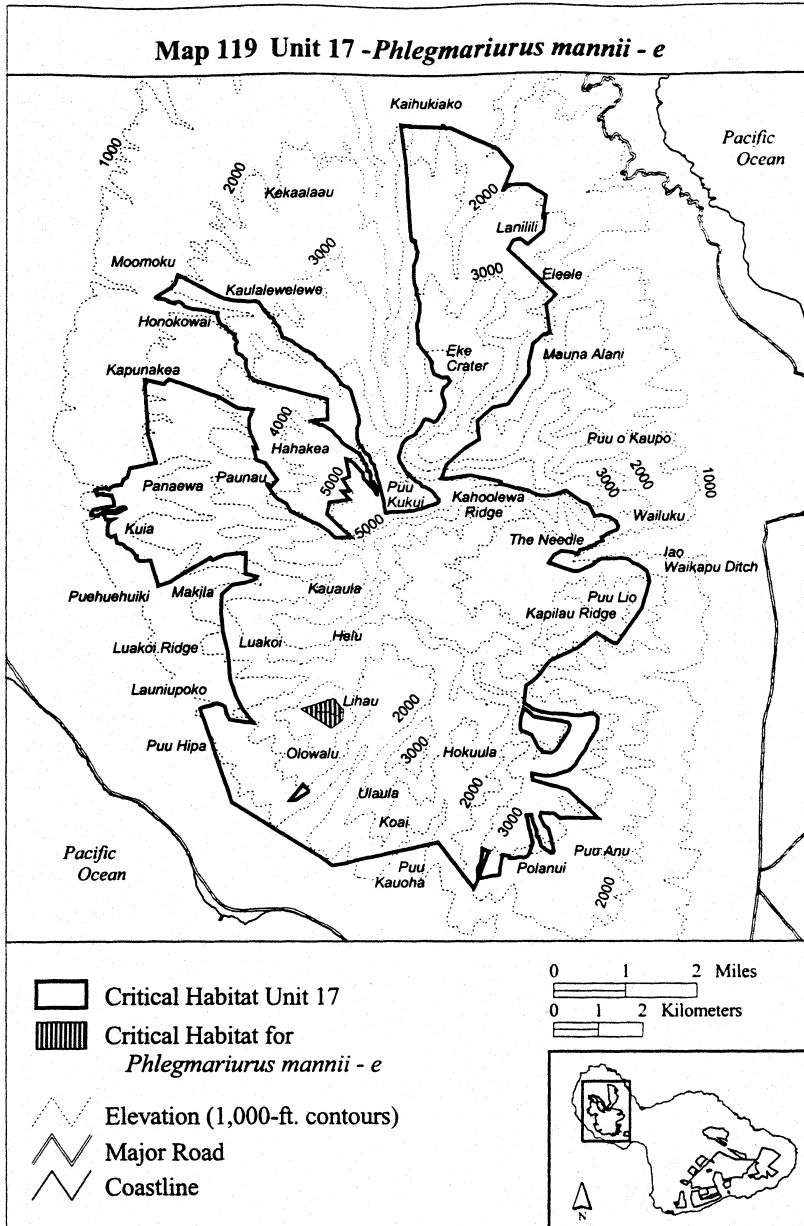 Map 119 Unit 17 -Phlegmariurus mannii - e
Kaihukiako
Pacific
Ocean
1000
2000
Kekaalaau
2000
Lanilili
3000
Moomoku
3000
Eleele
Kaulalewelewe
Honokowai
Eke
Crater
Mauna Alani
Kapunakea
4000
Puu o Kaupo
Hahakea
3000
2000
1000
Panaewa
Paunau
5000
Puu
Kukui
Kahoolewa
Ridge
Wailuku
Kuia
5000
The Needle
Iao
Waikapu Ditch
Puehuehuiki
Makila
Kauaula
Puu Lio
Kapilau Ridge
Luakoi Ridge
Luakoi
Helu
Launiupoko
Lihau
2000
Puu Hipa
Olowalu
3000
Hokuula
Ulaula
2000
Koai
3000
Pacific
Ocean
Puu
Kauoha
Polanui
Puu Anu
2000
Critical Habitat Unit 17
Critical Habitat for
Phlegmariurus mannii - e
Elevation (1,000-ft. contours)
Major Road
Coastline
0 1 2 Miles
0 1 2 Kilometers
N